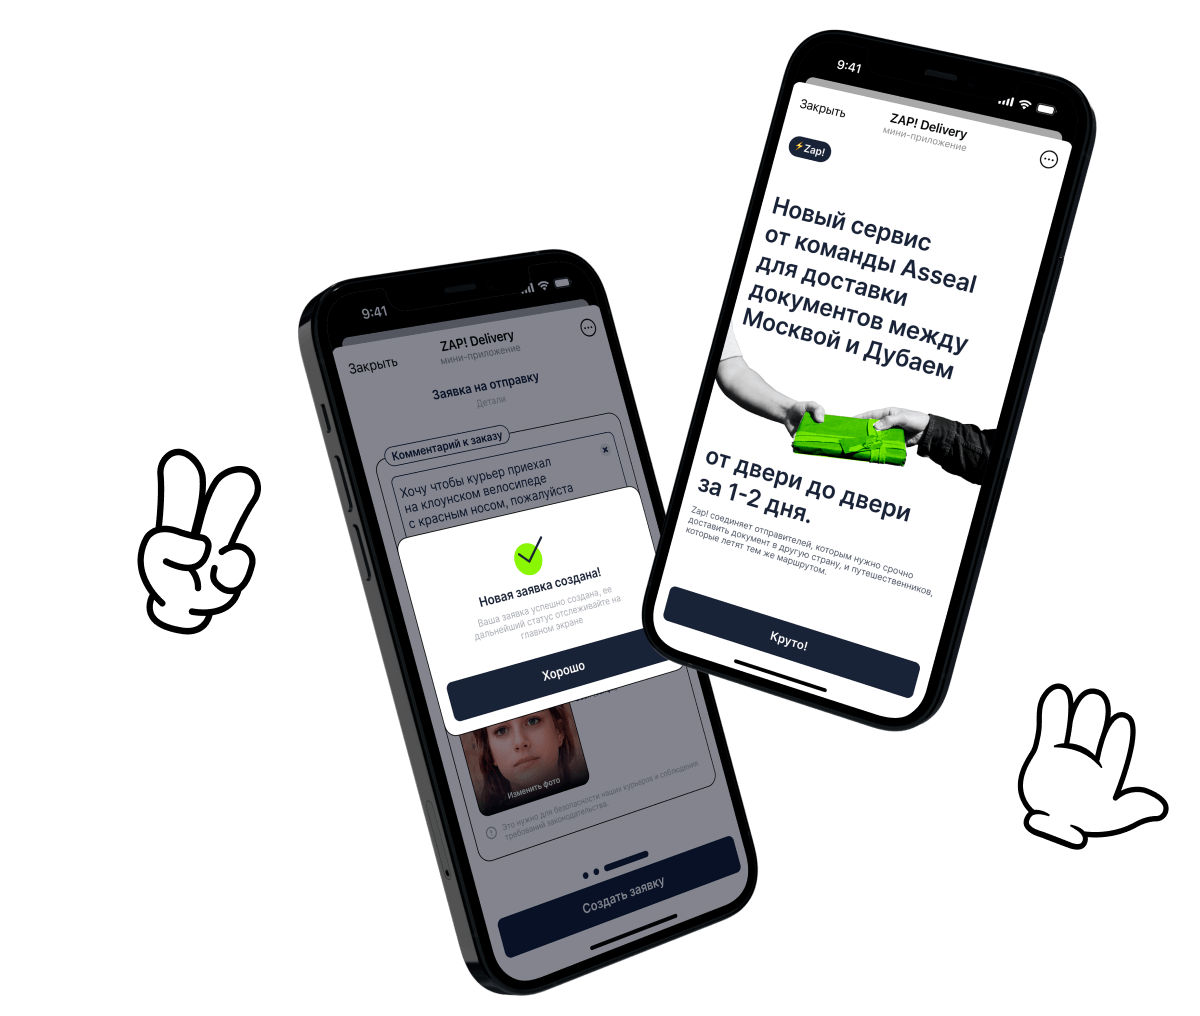 9:41
Закрыть
ZAP! Delivery
мини-приложение
Заявка на отправку
Детали
Комментарий к заказу
Хочу чтобы курьер приехал
на клоунском велосипеде
с красным носом, пожалуйста
Новая заявка создана!
Ваша заявка успешно создана, ее
дальнейший статус отслеживайте на
главном экране
Хорошо
Изменить фото
Это нужно для безопасности наших курьеров и соблюдения
требований законодательства.
Создать заявку
9:41
Закрыть
ZAP! Delivery
мини-приложение
Zap!
Новый сервис
от команды Asseal
для доставки
документов между
Москвой и Дубаем
от двери до двери
за 1-2 дня.
Zap! соединяет отправителей, которым нужно срочно
доставить документ в другую страну, и путешественников,
которые летят тем же маршрутом.
Круто!